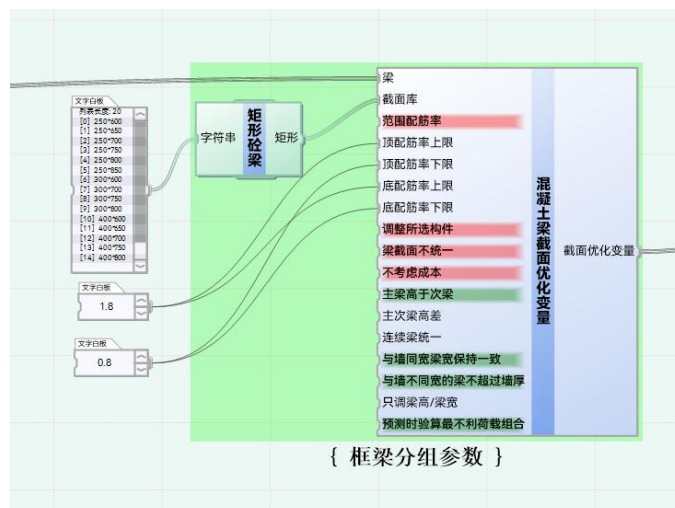 文字白板
列表长度: 20
[0] 250*600
[1] 250*650
[2] 250*700
[3] 250*750
[4] 250*800
[5] 250*850
[6] 300*600
[7] 300*700
[8] 300*750
[9] 300*800
[10] 400*600
[11] 400*650
[12] 400*700
[13] 400*750
[14] 400*800
字符串
矩形砼梁
矩形
文字白板
1.8
文字白板
0.8
梁
截面库
范围配筋率
顶配筋率上限
顶配筋率下限
底配筋率上限
底配筋率下限
调整所选构件
梁截面不统一
不考虑成本
主梁高于次梁
主次梁高差
连续梁统一
与墙同宽梁宽保持一致
与墙不同宽的梁不超过墙厚
只调梁高/梁宽
预测时验算最不利荷载组合
混凝土梁截面优化变量
截面优化变量
{ 框梁分组参数 }